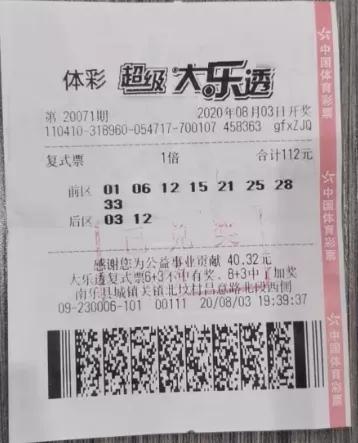 体彩 超级大乐透
第 20071期 2020年08月03日开奖
110410-318960-054717-700107 458363 gfxZJQ
复式票 1倍 合计112元
前区 01 06 12 15 21 25 28
33
后区 03 12
感谢您为公益事业贡献 40.32元
大乐透复式票6+3不中有奖、8+3中了加奖
南乐县城镇关镇北坟村昌意路北段西侧
09-230006-101 00111 20/08/03 19:39:37
中国体育彩票
中国体育彩票
中国体育彩票